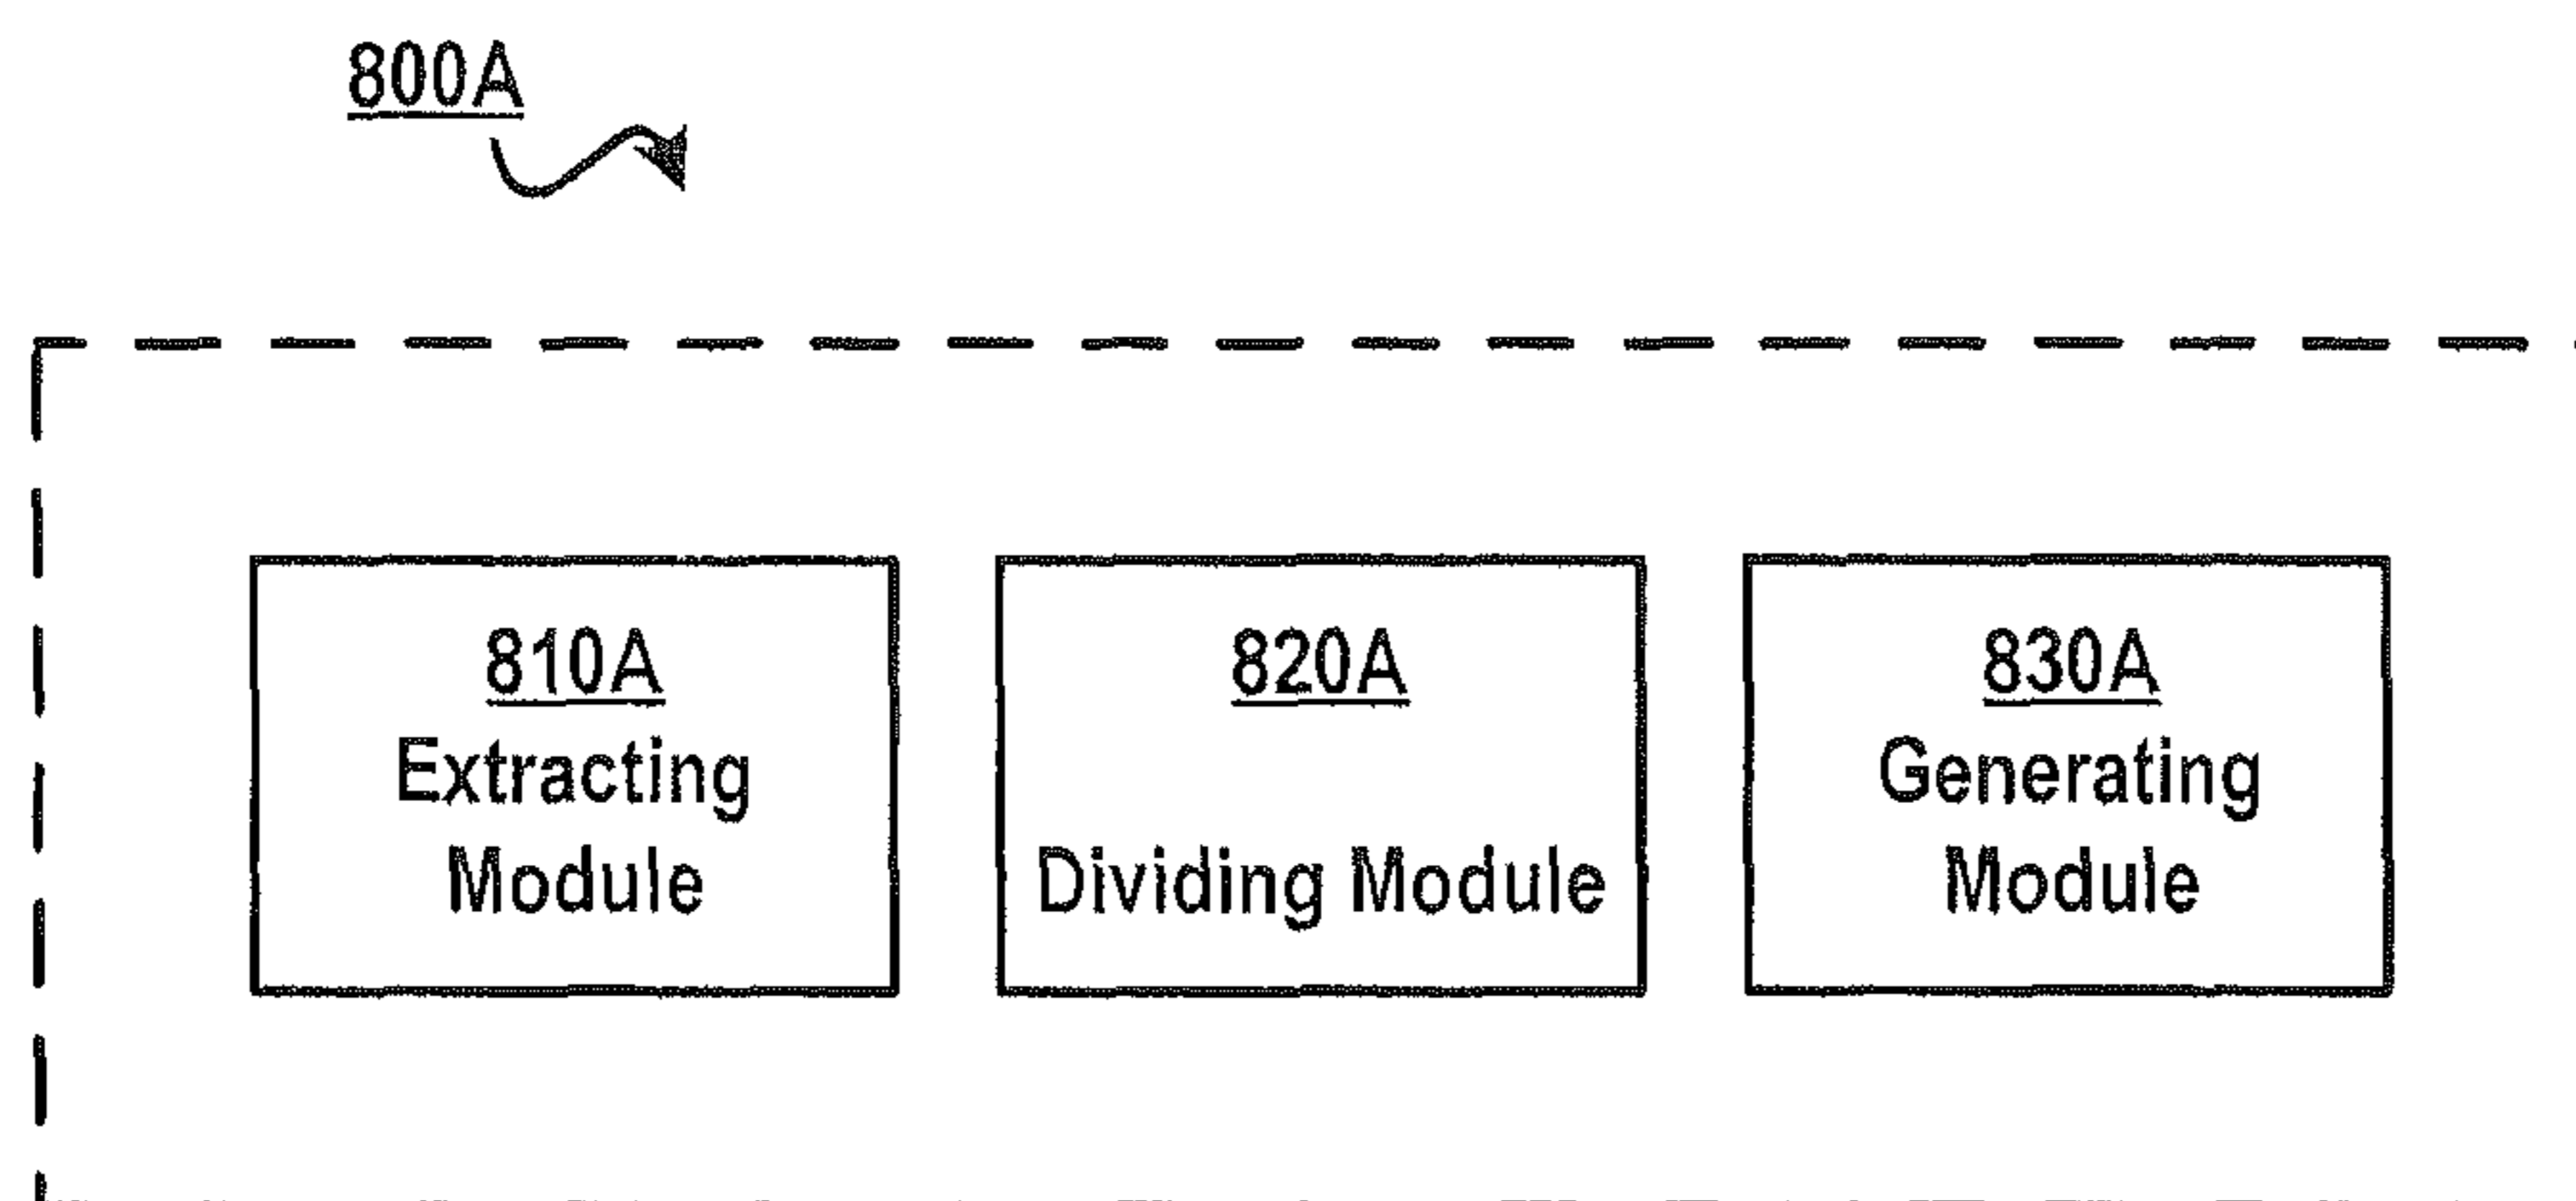 800A
810A
Extracting
Module
820A
Dividing Module
830A
Generating
Module